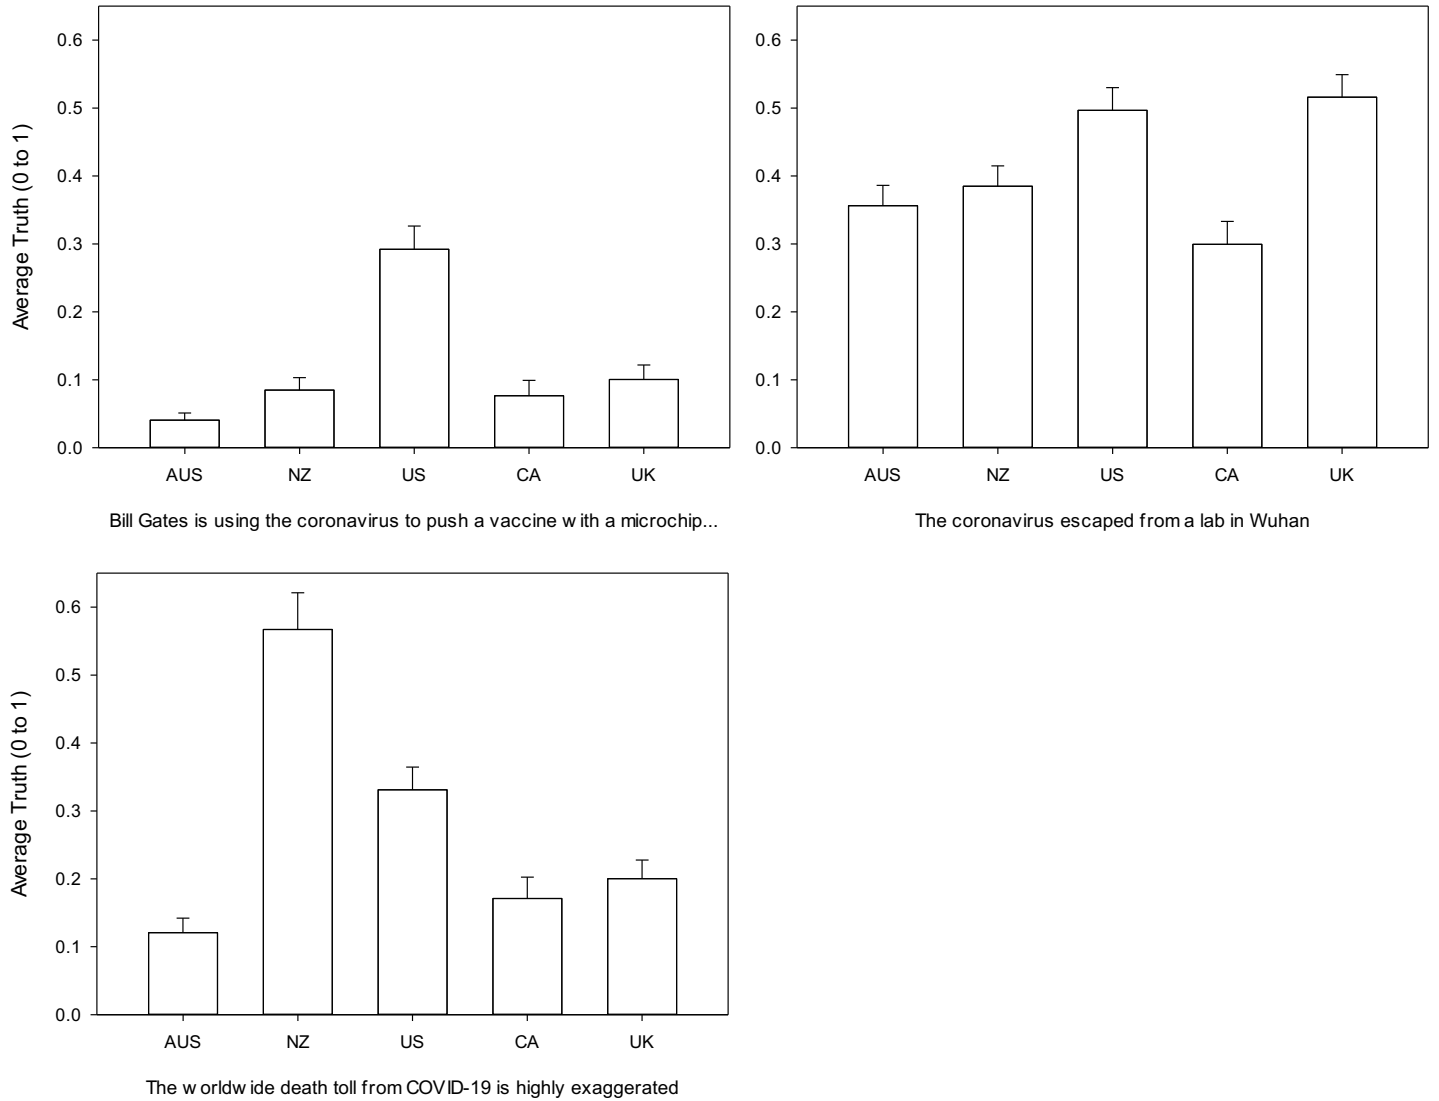 0.6
0.5
0.4
0.3
0.2
0.1
0.0
Average Truth (0 to 1)
AUS NZ US CA UK
Bill Gates is using the coronavirus to push a vaccine with a microchip...
0.6
0.5
0.4
0.3
0.2
0.1
0.0
AUS NZ US CA UK
The coronavirus escaped from a lab in Wuhan
0.6
0.5
0.4
0.3
0.2
0.1
0.0
Average Truth (0 to 1)
AUS NZ US CA UK
The worldwide death toll from COVID-19 is highly exaggerated